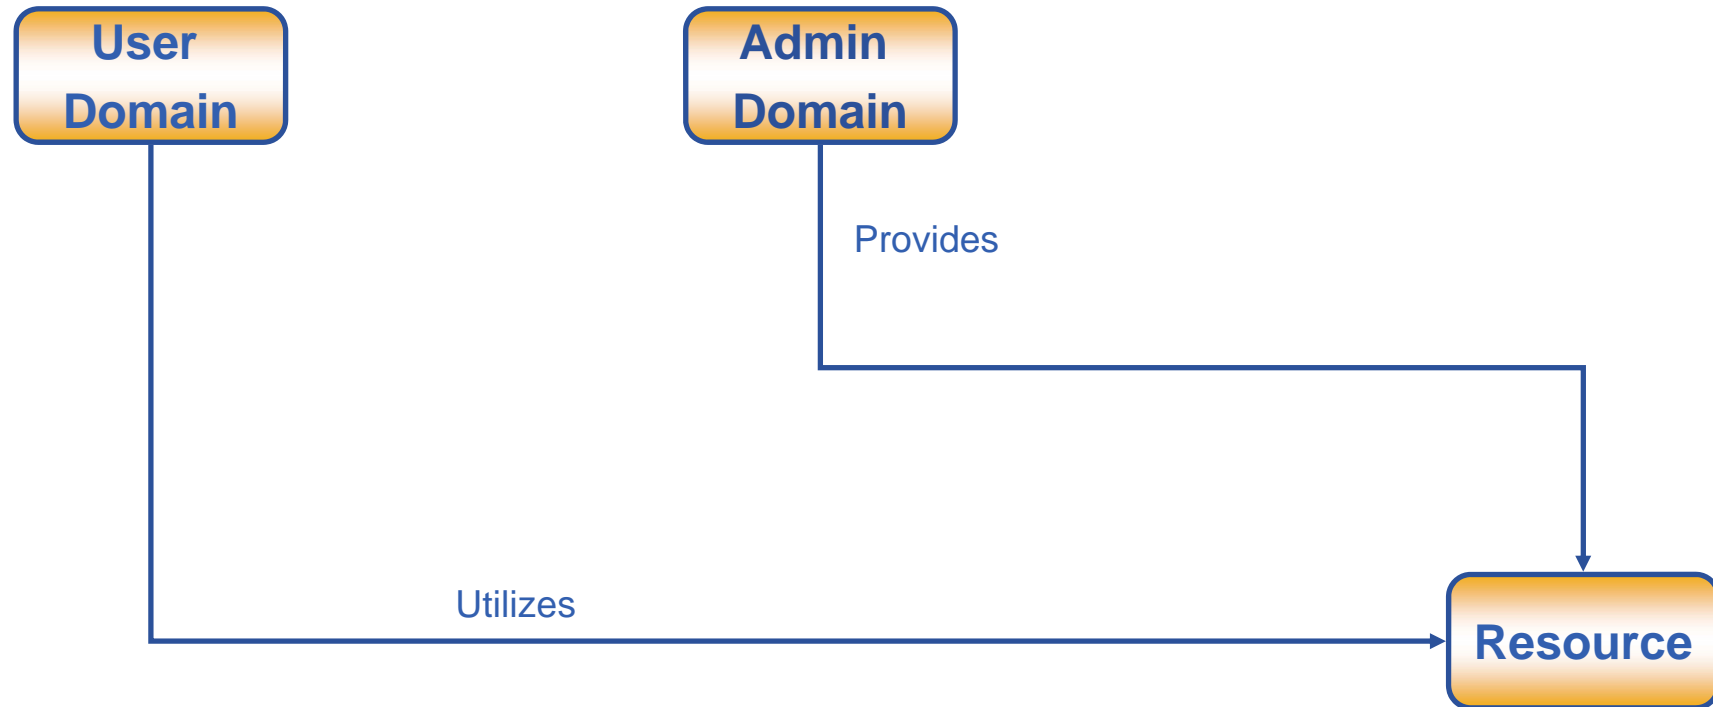 User
Domain
Admin
Domain
Provides
Utilizes
Resource